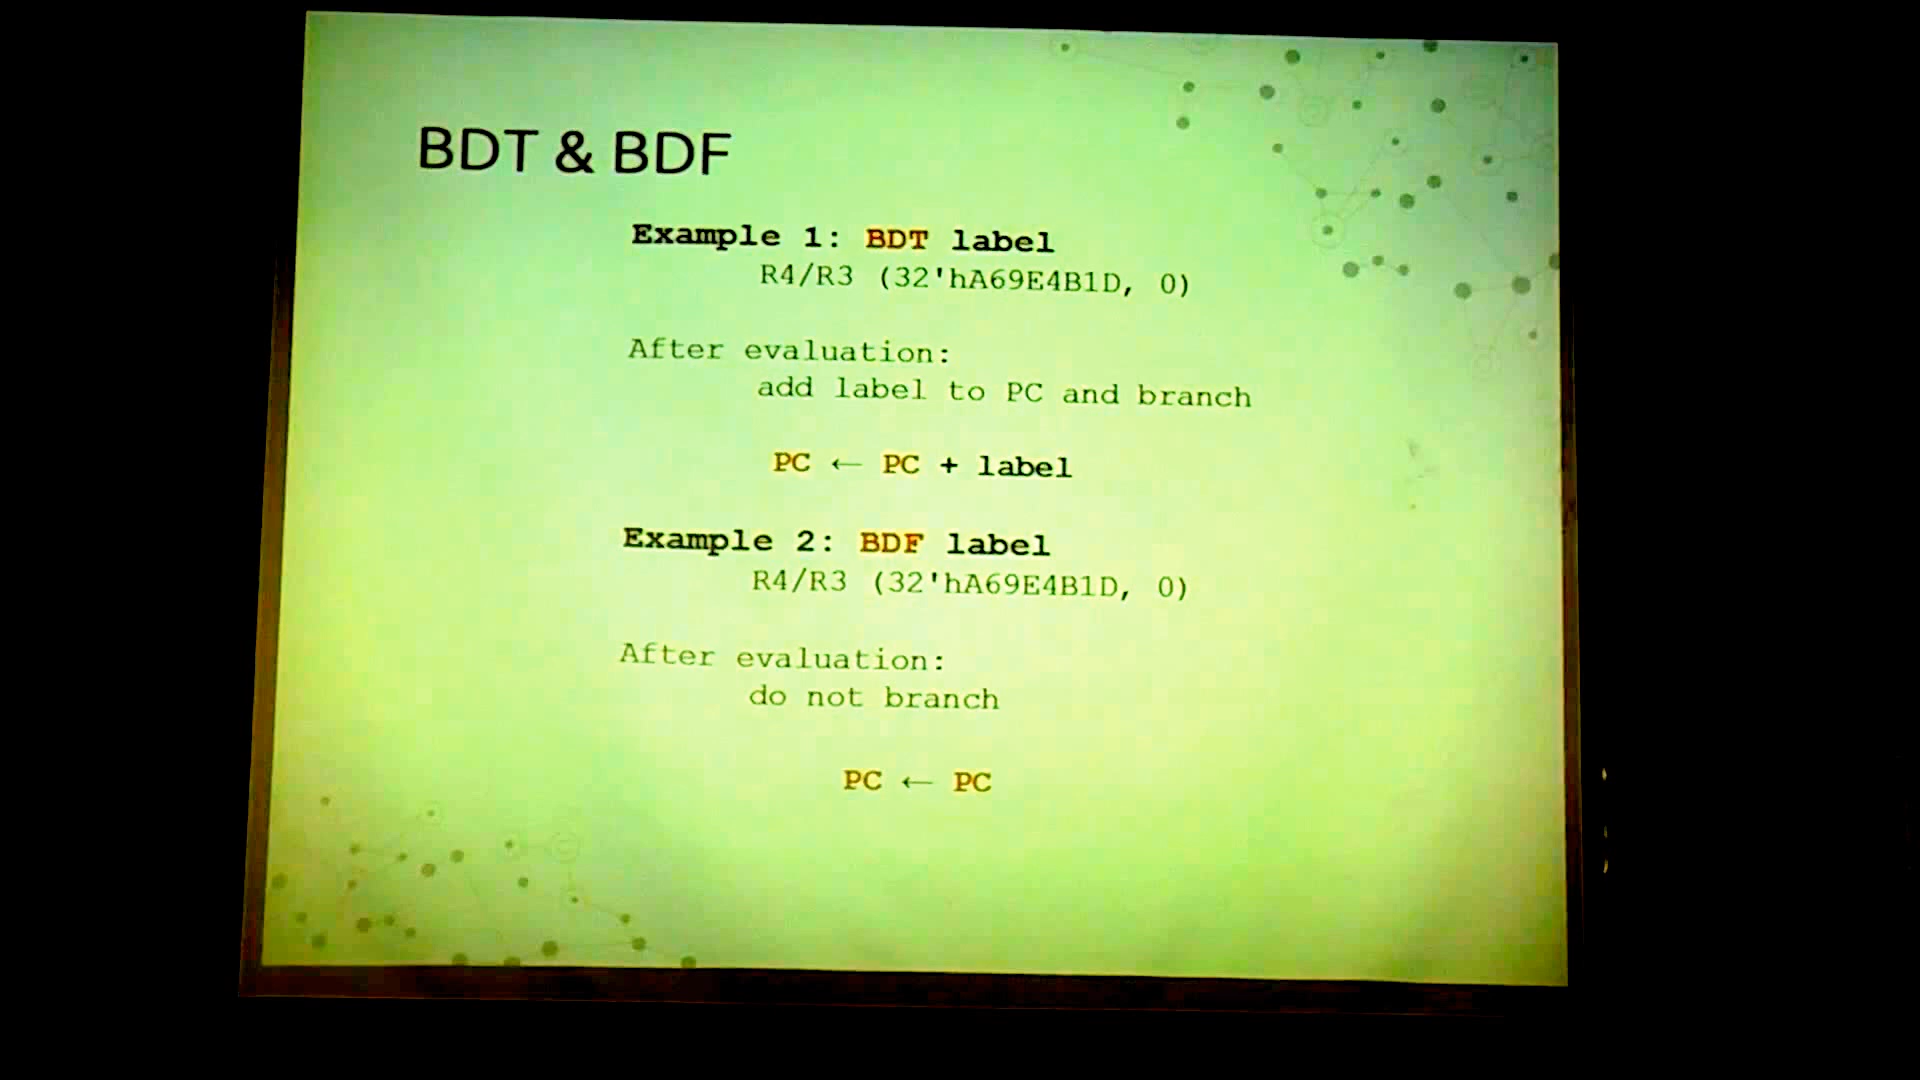 BDT & BDF
Example 1: BDT label
R4/R3 (32'hA69E4B1D, 0)
After evaluation:
add label to PC and branch
PC ← PC + label
Example 2: BDF label
R4/R3 (32'hA69E4B1D, 0)
After evaluation:
do not branch
PC ← PC